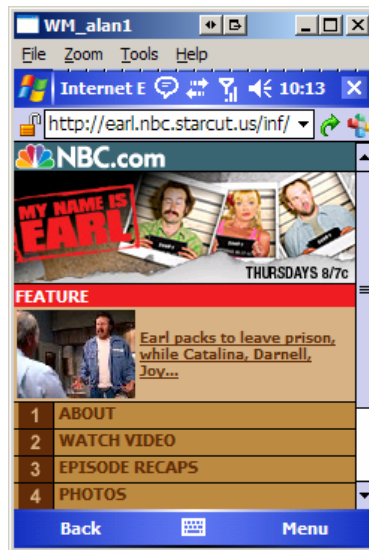 WM_alan1
File Zoom Tools Help
Internet E 10:13
http://earl.nbc.starcut.us/inf/
NBC.com
MY NAME IS
EARL
THURSDAYS 8/7c
FEATURE
Earl packs to leave prison,
while Catalina, Darnell,
Joy...
1 ABOUT
2 WATCH VIDEO
3 EPISODE RECAPS
4 PHOTOS
Back Menu